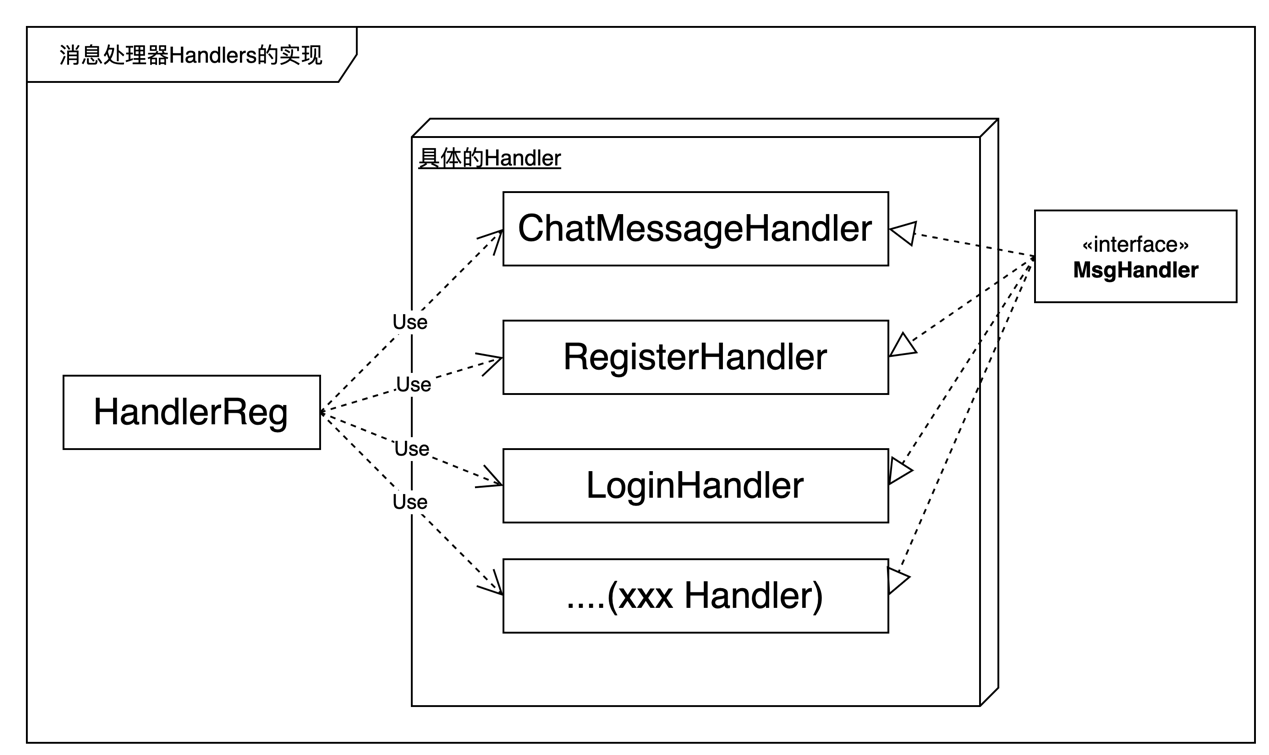 消息处理器Handlers的实现
具体的Handler
ChatMessageHandler
«interface»
MsgHandler
Use
RegisterHandler
Use
HandlerReg
Use
LoginHandler
Use
....(xxx Handler)